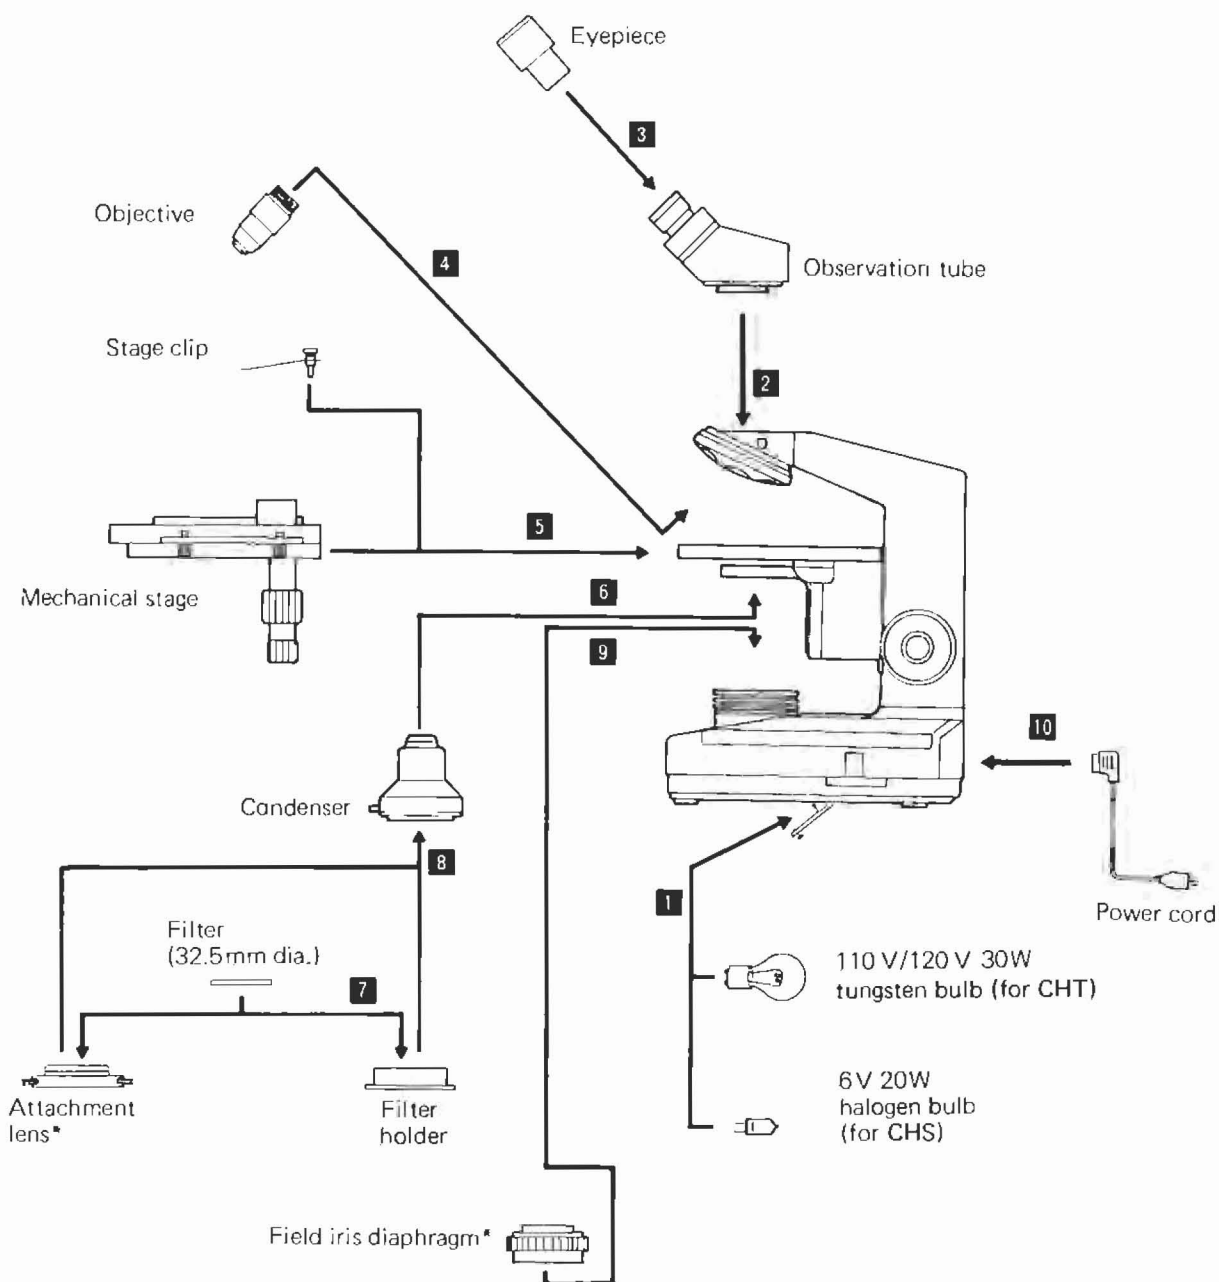 Eyepiece
3
Objective
4
Observation tube
Stage clip
2
5
Mechanical stage
6
9
10
Candenser
8
1
Power cord
Filter
(32.5mm dia.)
7
110 V/120 V 30W
tungsten bulb (for CHT)
6V 20W
halogen bulb
(for CHS)
Attachment
lens*
Filter
holder
Field iris diaphragm*